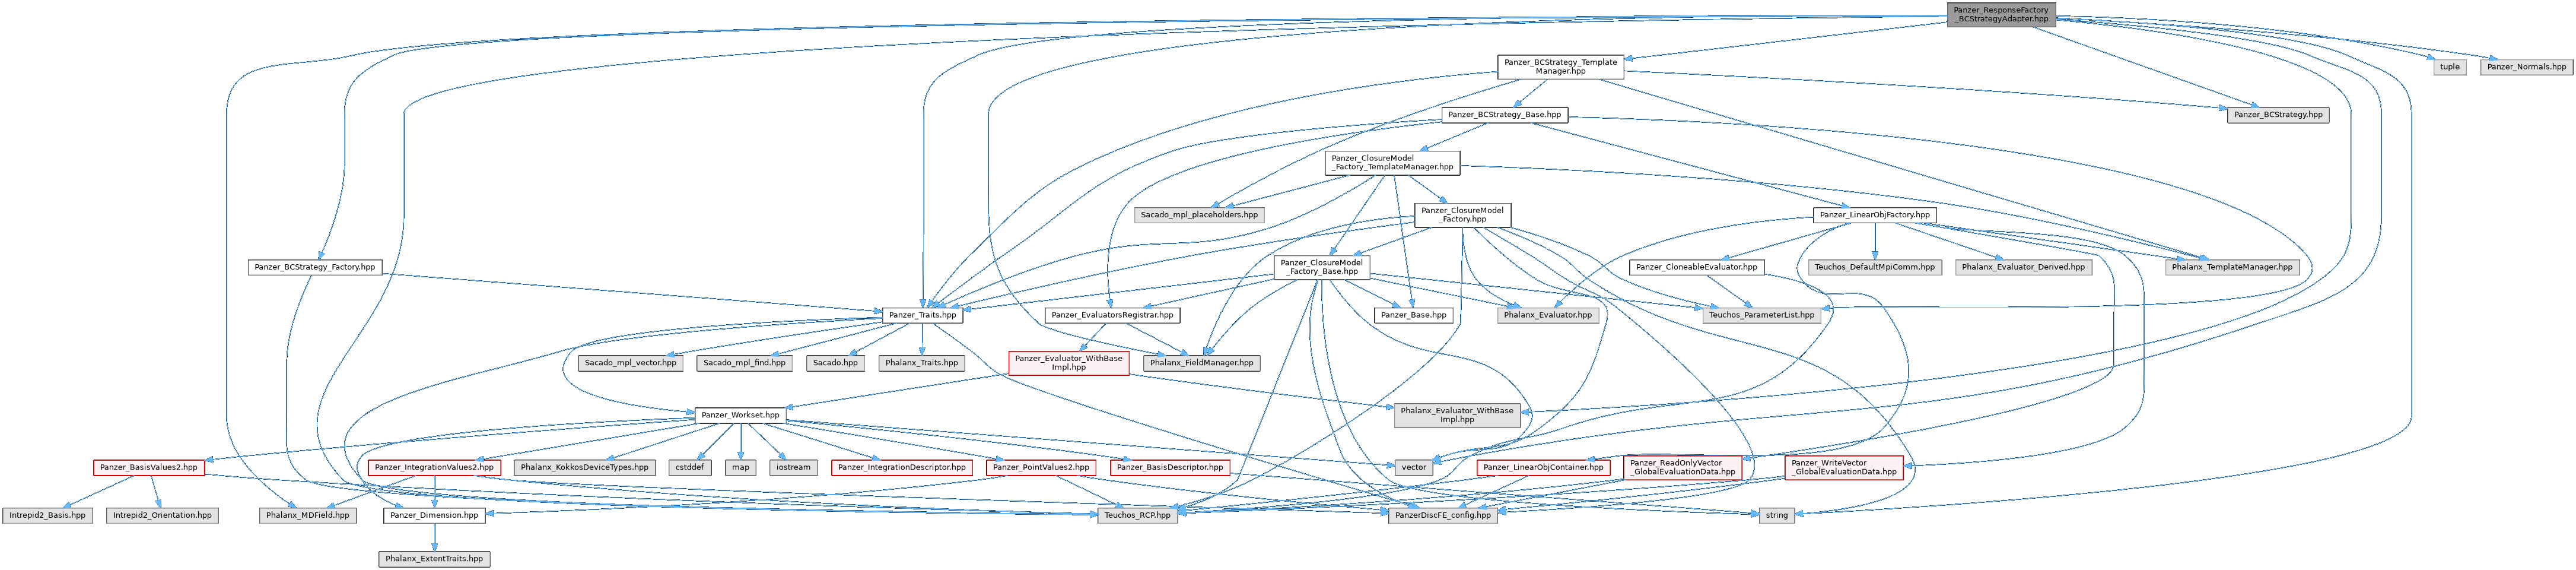 Panzer_ResponseFactory
_BCStrategyAdapter.hpp
Panzer_BCStrategy_Template
Manager.hpp
tuple
Panzer_Normals.hpp
Panzer_BCStrategy_Base.hpp
Panzer_BCStrategy.hpp
Panzer_ClosureModel
_Factory_TemplateManager.hpp
Sacado_mpl_placeholders.hpp
Panzer_ClosureModel
_Factory.hpp
Panzer_LinearObjFactory.hpp
Panzer_BCStrategy_Factory.hpp
Panzer_ClosureModel
_Factory_Base.hpp
Panzer_CloneableEvaluator.hpp
Teuchos_DefaultMpiComm.hpp
Phalanx_Evaluator_Derived.hpp
Phalanx_TemplateManager.hpp
Panzer_Traits.hpp
Panzer_EvaluatorsRegistrar.hpp
Panzer_Base.hpp
Phalanx_Evaluator.hpp
Teuchos_ParameterList.hpp
Sacado_mpl_vector.hpp
Sacado_mpl_find.hpp
Sacado.hpp
Phalanx_Traits.hpp
Panzer_Evaluator_WithBase
Impl.hpp
Phalanx_FieldManager.hpp
Panzer_Workset.hpp
Phalanx_Evaluator_WithBase
Impl.hpp
Panzer_BasisValues2.hpp
Panzer_IntegrationValues2.hpp
Phalanx_KokkosDeviceTypes.hpp
cstddef
map
iostream
Panzer_IntegrationDescriptor.hpp
Panzer_PointValues2.hpp
Panzer_BasisDescriptor.hpp
vector
Panzer_LinearObjContainer.hpp
Panzer_ReadOnlyVector
_GlobalEvaluationData.hpp
Panzer_WriteVector
_GlobalEvaluationData.hpp
Intrepid2_Basis.hpp
Intrepid2_Orientation.hpp
Phalanx_MDField.hpp
Panzer_Dimension.hpp
Teuchos_RCP.hpp
PanzerDiscFE_config.hpp
string
Phalanx_ExtentTraits.hpp